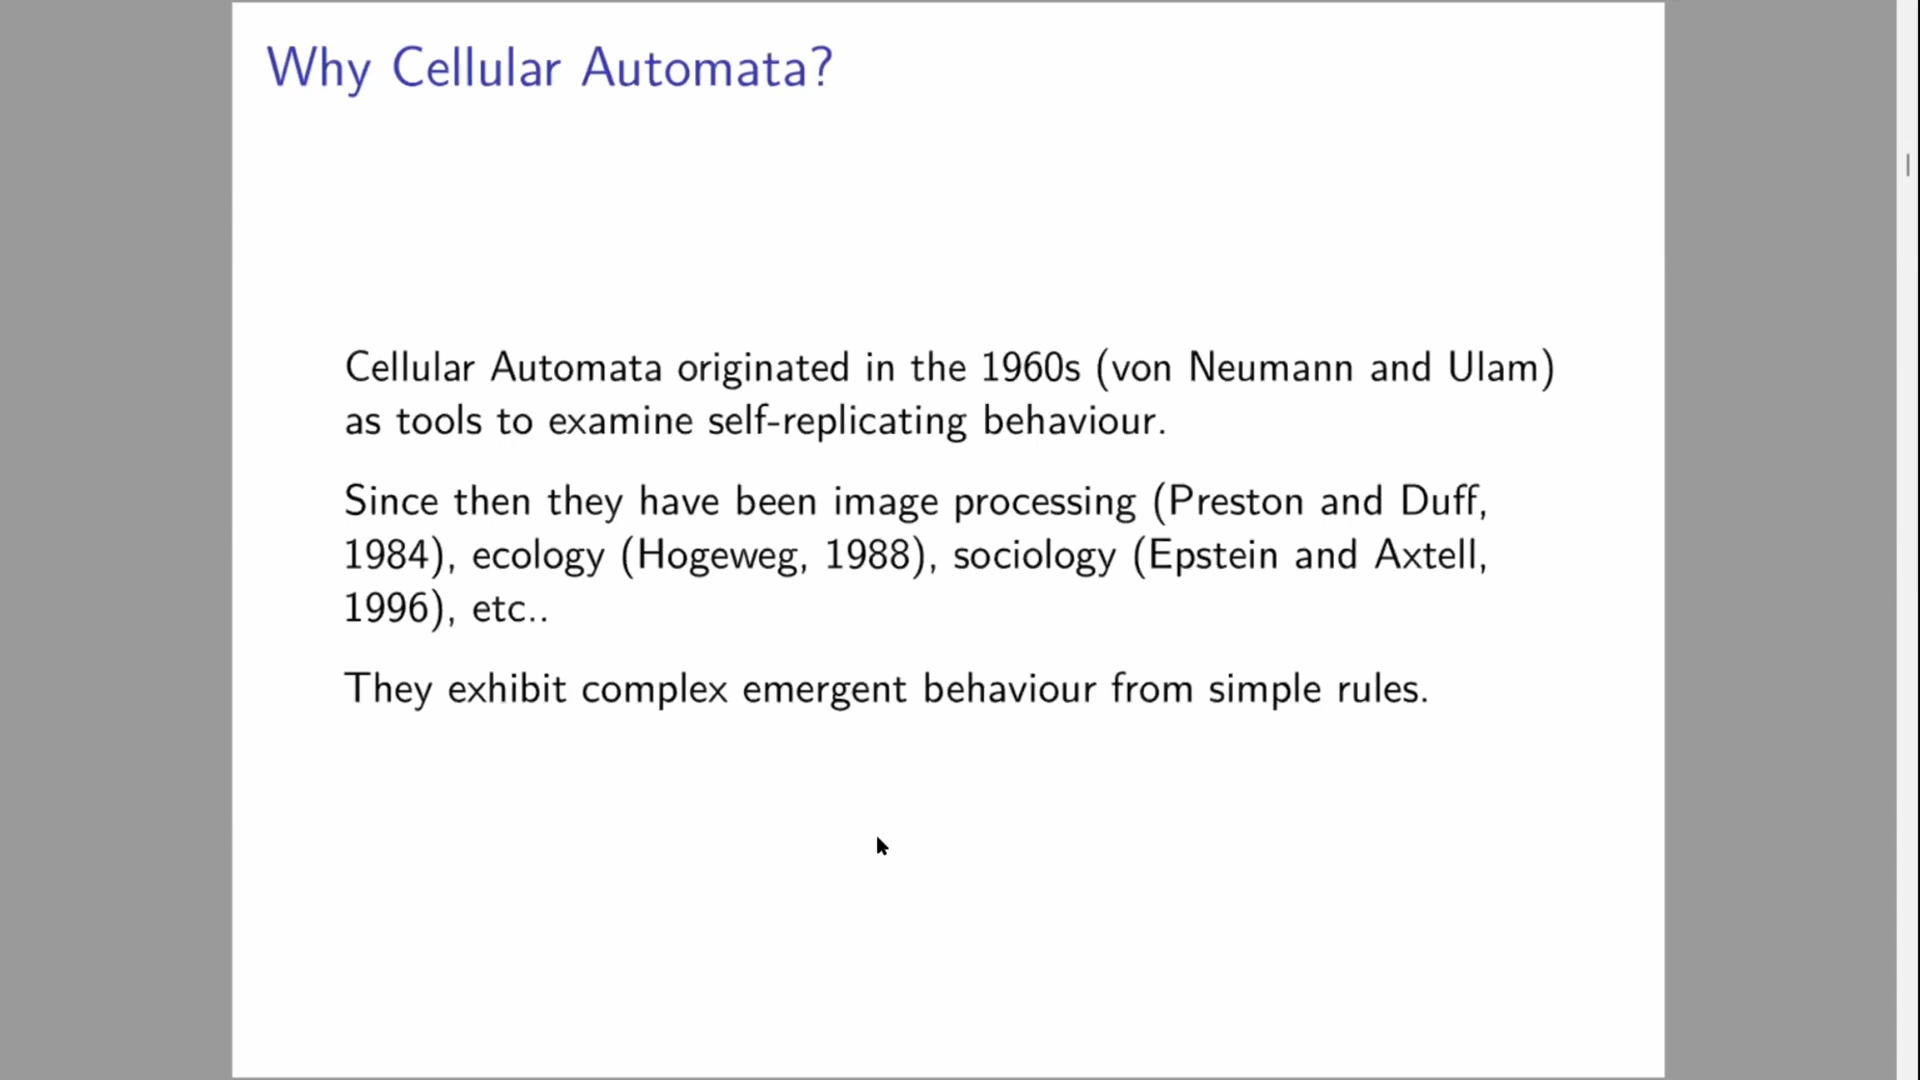 Why Cellular Automata?
Cellular Automata originated in the 1960s (von Neumann and Ulam)
as tools to examine self-replicating behaviour.
Since then they have been image processing (Preston and Duff,
1984), ecology (Hogeweg, 1988), sociology (Epstein and Axtell,
1996), etc..
They exhibit complex emergent behaviour from simple rules.